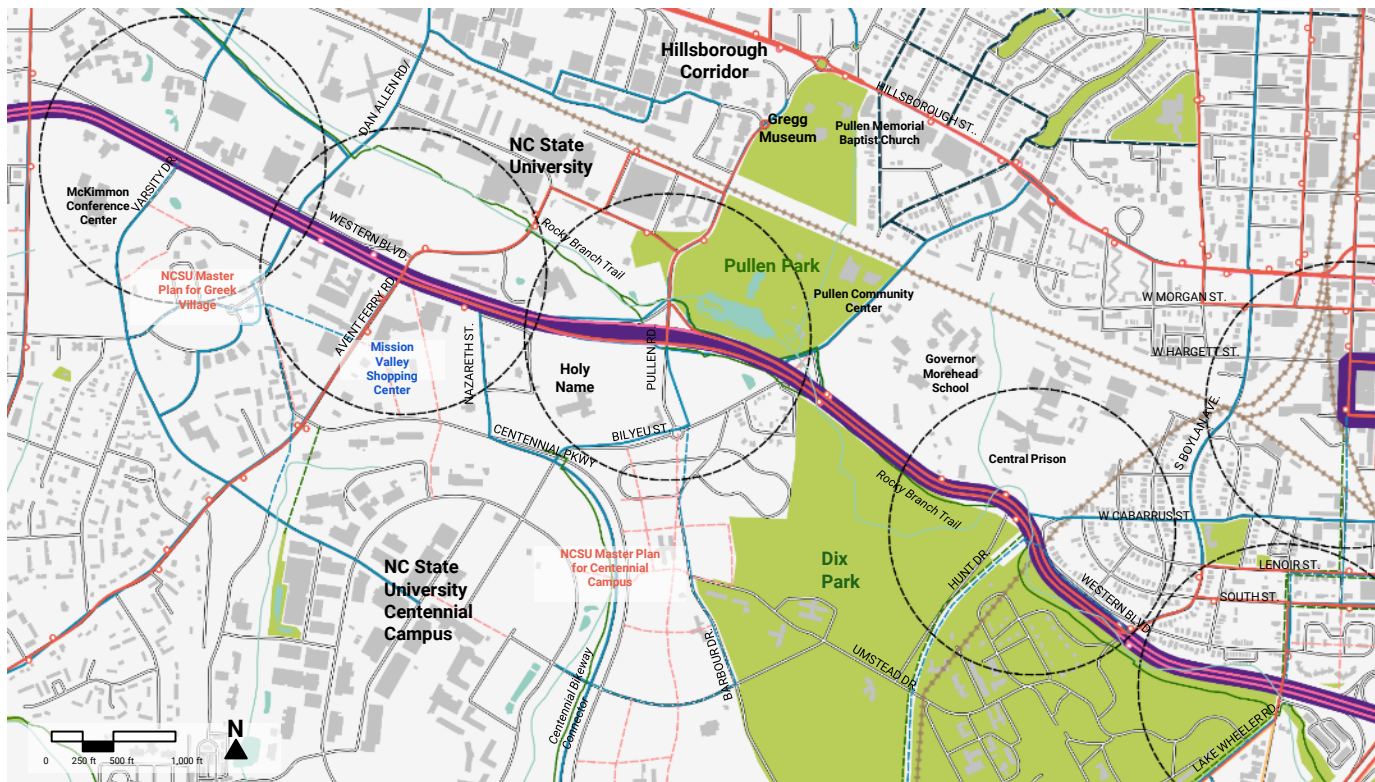 Hillsborough
Corridor
DAN ALLEN RD
HILLSBOROUGH ST.
Gregg
Museum
Pullen Memorial
Baptist Church
NC State
University
VARSITY DR.
McKimmon
Conference
Center
WESTERN BLVD
Rocky Branch Trail
Pullen Park
NCSU Master
Plan for Greek
Village
Pullen Community
Center
W MORGAN ST.
AVENT FERRY RD.
Mission
Valley
Shopping
Center
NAZARETH ST.
PULLEN RD.
Holy
Name
W HARGETT ST.
Governor
Morehead
School
S BOYLAN AVE.
CENTENNIAL PKWY
BILYEU ST.
Central Prison
Rocky Branch Trail
W CABARRUS ST
NC State
University
Centennial
Campus
NCSU Master Plan
for Centennial
Campus
Dix
Park
HUNT DR.
LENOIR ST.
WESTERN BLVD.
SOUTH ST
BARBOUR DR.
UMSTEAD DR.
Centennial Bikeway
Connector
LAKE WHEELER RD
N
0 250 ft 500 ft 1,000 ft